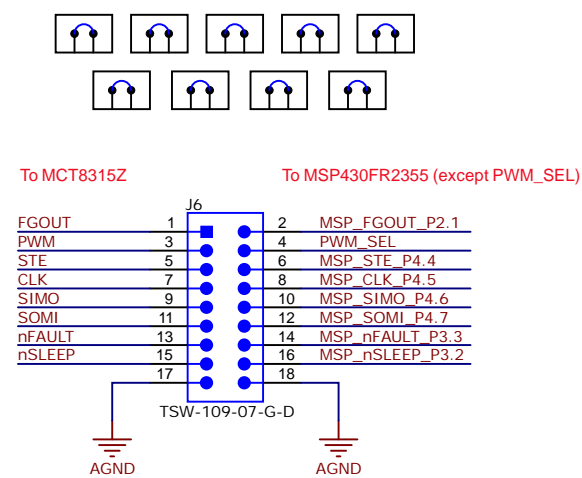 To MCT8315Z To MSP430FR2355 (except PWM_SEL)
J6
FGOUT 1 2 MSP_FGOUT_P2.1
PWM 3 4 PWM_SEL
STE 5 6 MSP_STE_P4.4
CLK 7 8 MSP_CLK_P4.5
SIMO 9 10 MSP_SIMO_P4.6
SOMI 11 12 MSP_SOMI_P4.7
nFAULT 13 14 MSP_nFAULT_P3.3
nSLEEP 15 16 MSP_nSLEEP_P3.2
17 18
TSW-109-07-G-D
AGND AGND